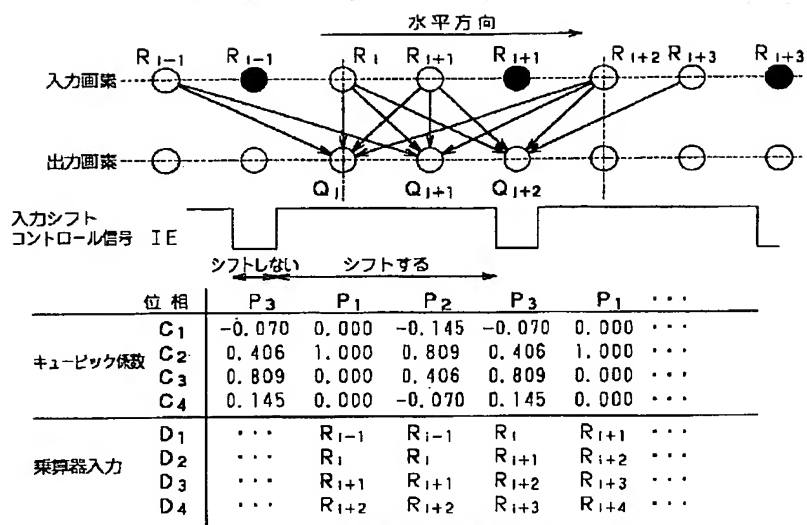 水平方向
R i−1 R i−1 R i R i+1 R i+1 R i+2 R i+3 R i+3
入力画素
出力画素
Q i Q i+1 Q i+2
入力シフト
コントロール信号 IE
シフトしない シフトする
位相 P3 P1 P2 P3 P1 ・・・
キュービック係数
C1 −0.070 0.000 −0.145 −0.070 0.000 ・・・
C2 0.406 1.000 0.809 0.406 1.000 ・・・
C3 0.809 0.000 0.406 0.809 0.000 ・・・
C4 0.145 0.000 −0.070 0.145 0.000 ・・・
乗算器入力
D1 ・・・ R i−1 R i−1 R i R i+1 ・・・
D2 ・・・ R i R i R i+1 R i+2 ・・・
D3 ・・・ R i+1 R i+1 R i+2 R i+3 ・・・
D4 ・・・ R i+2 R i+2 R i+3 R i+4 ・・・